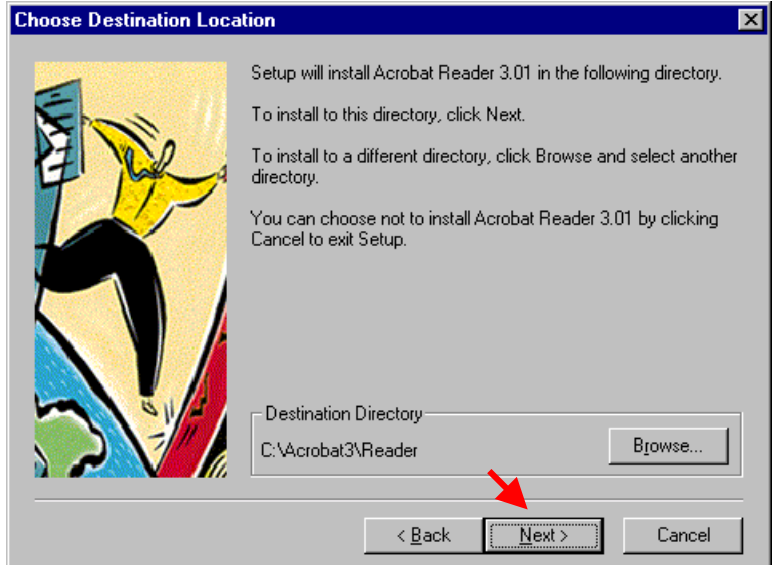 Choose Destination Location
Setup will install Acrobat Reader 3.01 in the following directory.
To install to this directory, click Next.
To install to a different directory, click Browse and select another
directory.
You can choose not to install Acrobat Reader 3.01 by clicking
Cancel to exit Setup.
Destination Directory
C:\Acrobat3\Reader
Browse...
< Back
Next >
Cancel